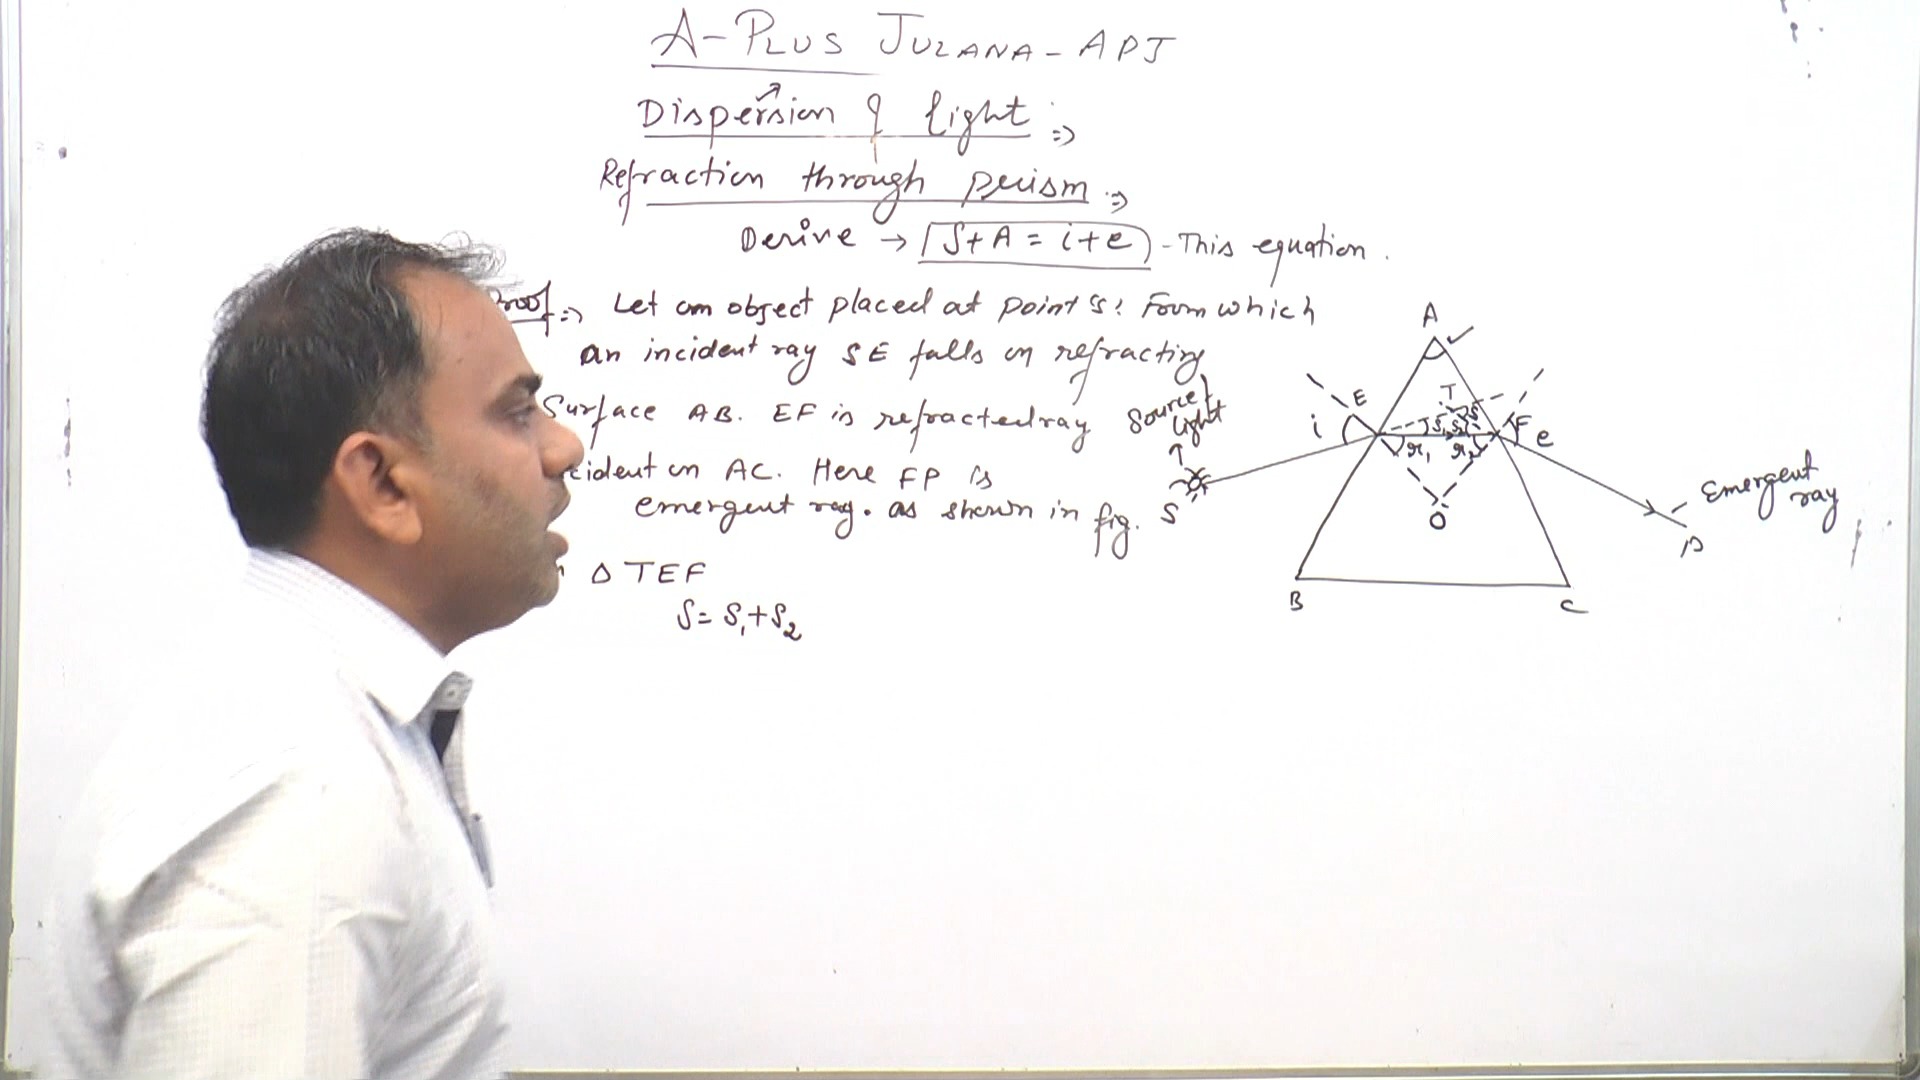 A-PLUS JULANA-APJ
Dispersion of light :⇒
Refraction through prism :⇒
Derive → δ+A = i+e - This equation.
Proof :⇒ Let an object placed at point 'S'. From which
an incident ray SE falls on refracting
Surface AB. EF is refracted ray
cident on AC. Here FP is
emergent ray. as shown in fig.
Δ TEF
δ = δ₁+δ₂
A
T
E
i
δ
δ₁
δ₂
F
e
r₁
r₂
O
Source of light
S
Emergent ray
B
C